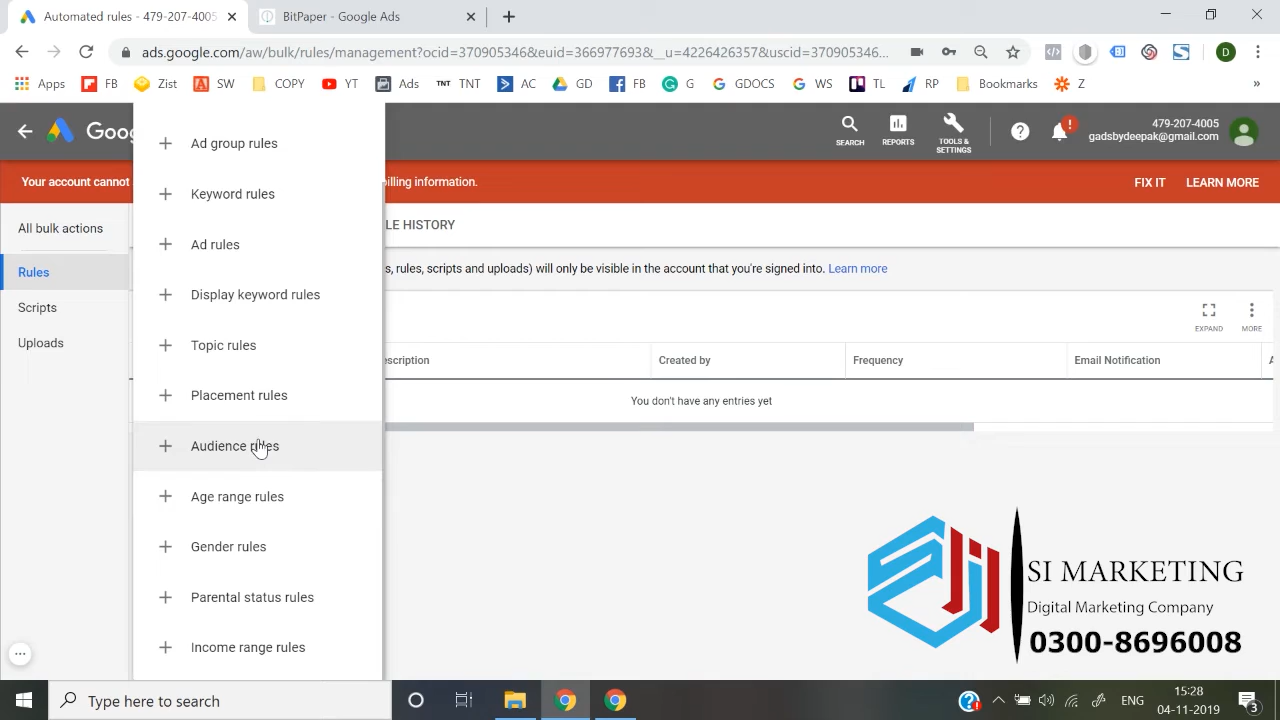 Automated rules - 479-207-4005
BitPaper - Google Ads
ads.google.com/aw/bulk/rules/management?ocid=370905346&euid=366977693&__u=4226426357&uscid=370905346...
Apps
FB
Zist
SW
COPY
YT
Ads
TNT TNT
AC
GD
FB
G
GDOCS
WS
TL
RP
Bookmarks
Z
»
Goog
SEARCH
REPORTS
TOOLS &
SETTINGS
479-207-4005
gadsbydeepak@gmail.com
Your account cannot
billing information.
FIX IT
LEARN MORE
All bulk actions
Rules
Scripts
Uploads
Ad group rules
Keyword rules
Ad rules
Display keyword rules
Topic rules
Placement rules
Audience rules
Age range rules
Gender rules
Parental status rules
Income range rules
LE HISTORY
s, rules, scripts and uploads) will only be visible in the account that you're signed into. Learn more
EXPAND
MORE
escription
Created by
Frequency
Email Notification
You don't have any entries yet
SI MARKETING
Digital Marketing Company
0300-8696008
Type here to search
ENG
15:28
04-11-2019
3